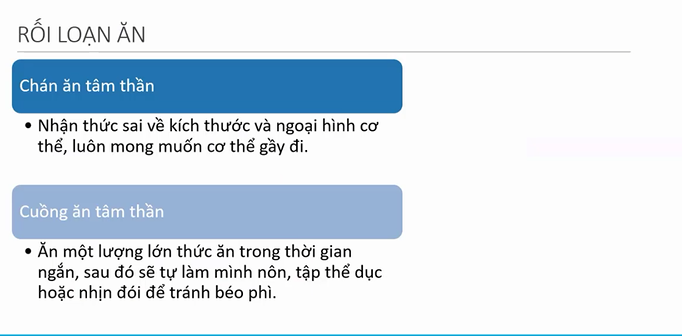 RỐI LOẠN ĂN
Chán ăn tâm thần
• Nhận thức sai về kích thước và ngoại hình cơ
thể, luôn mong muốn cơ thể gầy đi.
Cuồng ăn tâm thần
• Ăn một lượng lớn thức ăn trong thời gian
ngắn, sau đó sẽ tự làm mình nôn, tập thể dục
hoặc nhịn đói để tránh béo phì.